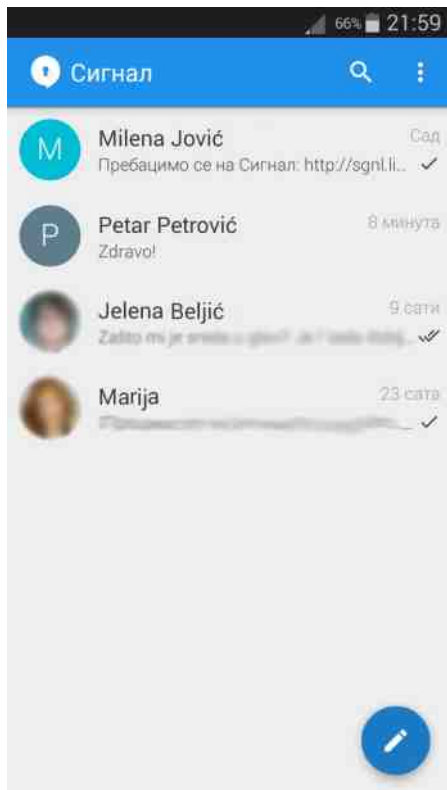 66% 21:59
Сигнал
M Milena Jović Сад
Пребацимо се на Сигнал: http://sgnl.li...
P Petar Petrović 8 минута
Zdravo!
Jelena Beljić 9 сати
Marija 23 сата